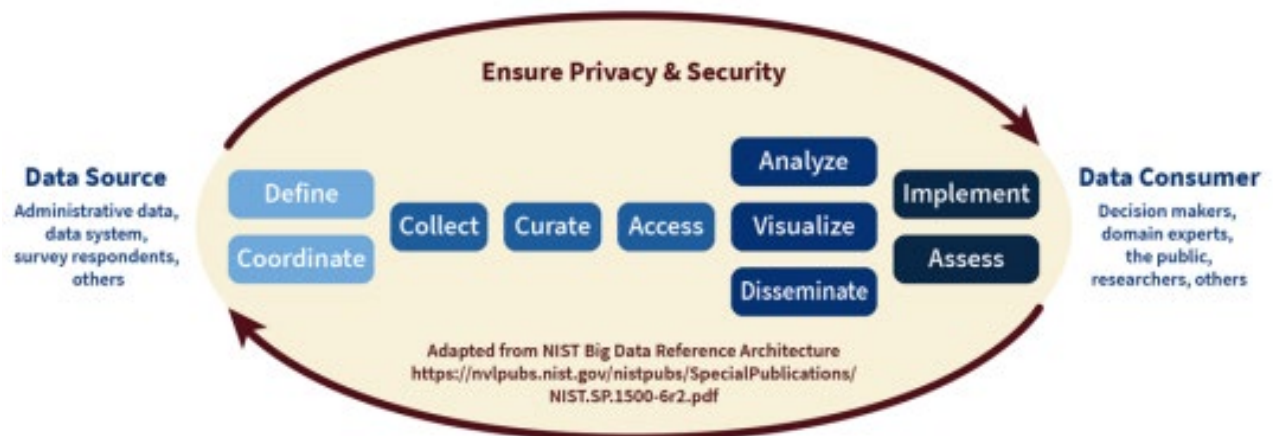 Ensure Privacy & Security
Data Source
Administrative data,
data system,
survey respondents,
others
Define
Coordinate
Collect
Curate
Access
Analyze
Visualize
Disseminate
Implement
Assess
Data Consumer
Decision makers,
domain experts,
the public,
researchers, others
Adapted from NIST Big Data Reference Architecture
https://nvlpubs.nist.gov/nistpubs/SpecialPublications/
NIST.SP.1500-6r2.pdf